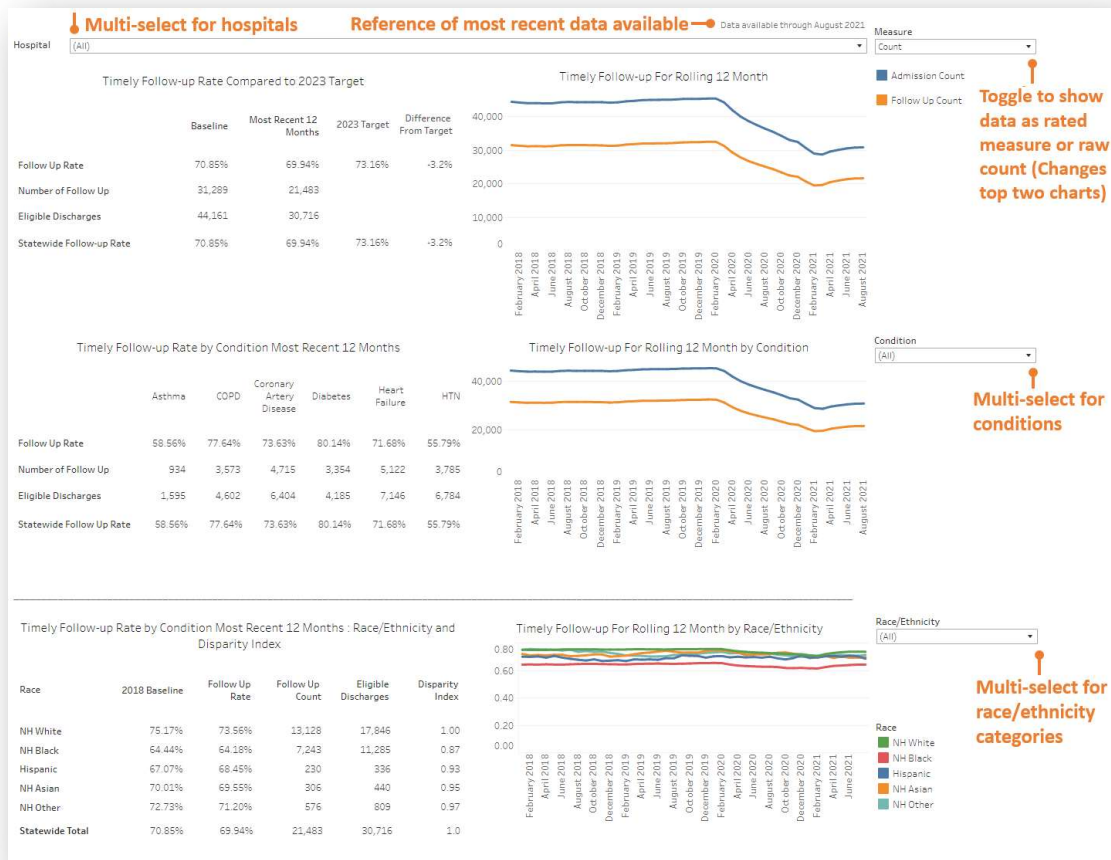 Multi-select for hospitals
Reference of most recent data available
Data available through August 2021
Hospital
(All)
Measure
Count
Admission Count
Follow Up Count
Toggle to show
data as rated
measure or raw
count (Changes
top two charts)
Timely Follow-up Rate Compared to 2023 Target
Baseline Most Recent 12 Months 2023 Target Difference From Target
Follow Up Rate 70.85% 69.94% 73.16% -3.2%
Number of Follow Up 31,289 21,483
Eligible Discharges 44,161 30,716
Statewide Follow-up Rate 70.85% 69.94% 73.16% -3.2%
Timely Follow-up For Rolling 12 Month
40,000
30,000
20,000
10,000
0
February 2018
April 2018
June 2018
August 2018
October 2018
December 2018
February 2019
April 2019
June 2019
August 2019
October 2019
December 2019
February 2020
April 2020
June 2020
August 2020
October 2020
December 2020
February 2021
April 2021
June 2021
August 2021
Timely Follow-up Rate by Condition Most Recent 12 Months
Asthma COPD Coronary Artery Disease Diabetes Heart Failure HTN
Follow Up Rate 58.56% 77.64% 73.63% 80.14% 71.68% 55.79%
Number of Follow Up 934 3,573 4,715 3,354 5,122 3,785
Eligible Discharges 1,595 4,602 6,404 4,185 7,146 6,784
Statewide Follow Up Rate 58.56% 77.64% 73.63% 80.14% 71.68% 55.79%
Timely Follow-up For Rolling 12 Month by Condition
40,000
20,000
0
February 2018
April 2018
June 2018
August 2018
October 2018
December 2018
February 2019
April 2019
June 2019
August 2019
October 2019
December 2019
February 2020
April 2020
June 2020
August 2020
October 2020
December 2020
February 2021
April 2021
June 2021
August 2021
Condition
(All)
Multi-select for
conditions
Timely Follow-up Rate by Condition Most Recent 12 Months : Race/Ethnicity and
Disparity Index
Race 2018 Baseline Follow Up Rate Follow Up Count Eligible Discharges Disparity Index
NH White 75.17% 73.56% 13,128 17,846 1.00
NH Black 64.44% 64.18% 7,243 11,285 0.87
Hispanic 67.07% 68.45% 230 336 0.93
NH Asian 70.01% 69.55% 306 440 0.95
NH Other 72.73% 71.20% 576 809 0.97
Statewide Total 70.85% 69.94% 21,483 30,716 1.0
Timely Follow-up For Rolling 12 Month by Race/Ethnicity
0.80
0.60
0.40
0.20
0.00
February 2018
April 2018
June 2018
August 2018
October 2018
December 2018
February 2019
April 2019
June 2019
August 2019
October 2019
December 2019
February 2020
April 2020
June 2020
August 2020
October 2020
December 2020
February 2021
April 2021
June 2021
Race/Ethnicity
(All)
Multi-select for
race/ethnicity
categories
Race
NH White
NH Black
Hispanic
NH Asian
NH Other